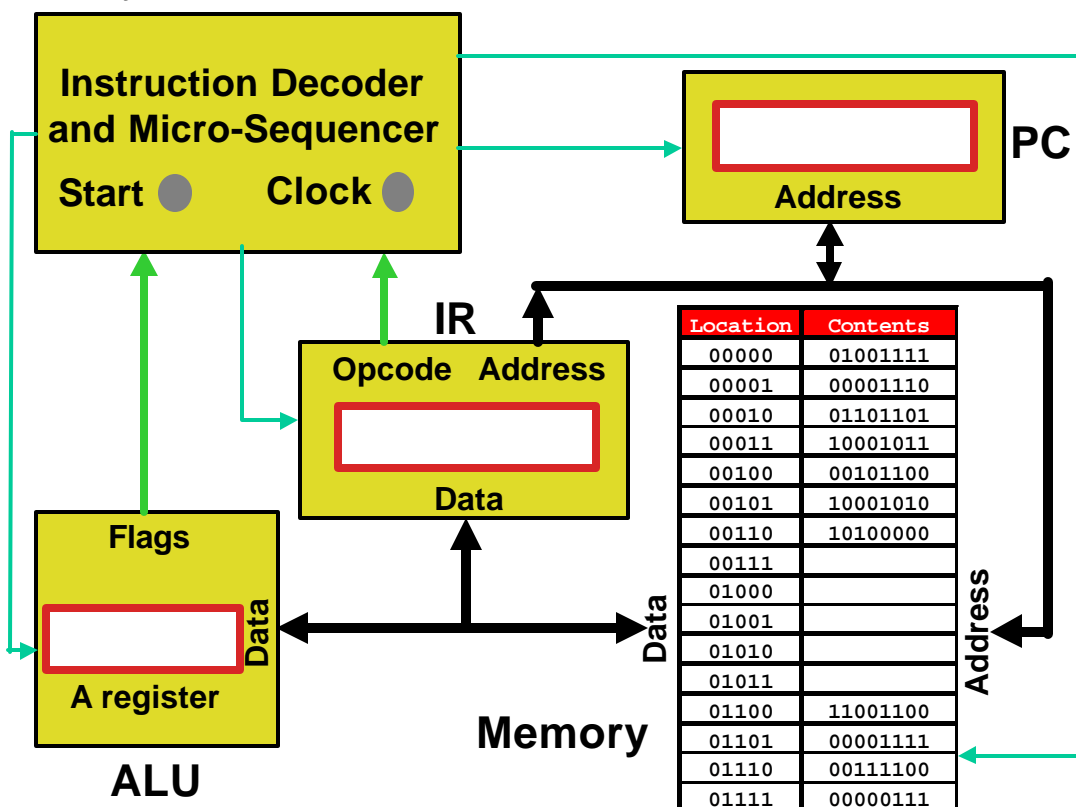 Instruction Decoder
and Micro-Sequencer
Start Clock
PC
Address
IR
Opcode Address
Data
Flags
Data
A register
ALU
Memory
Data
Address
Location Contents
00000 01001111
00001 00001110
00010 01101101
00011 10001011
00100 00101100
00101 10001010
00110 10100000
00111
01000
01001
01010
01011
01100 11001100
01101 00001111
01110 00111100
01111 00000111